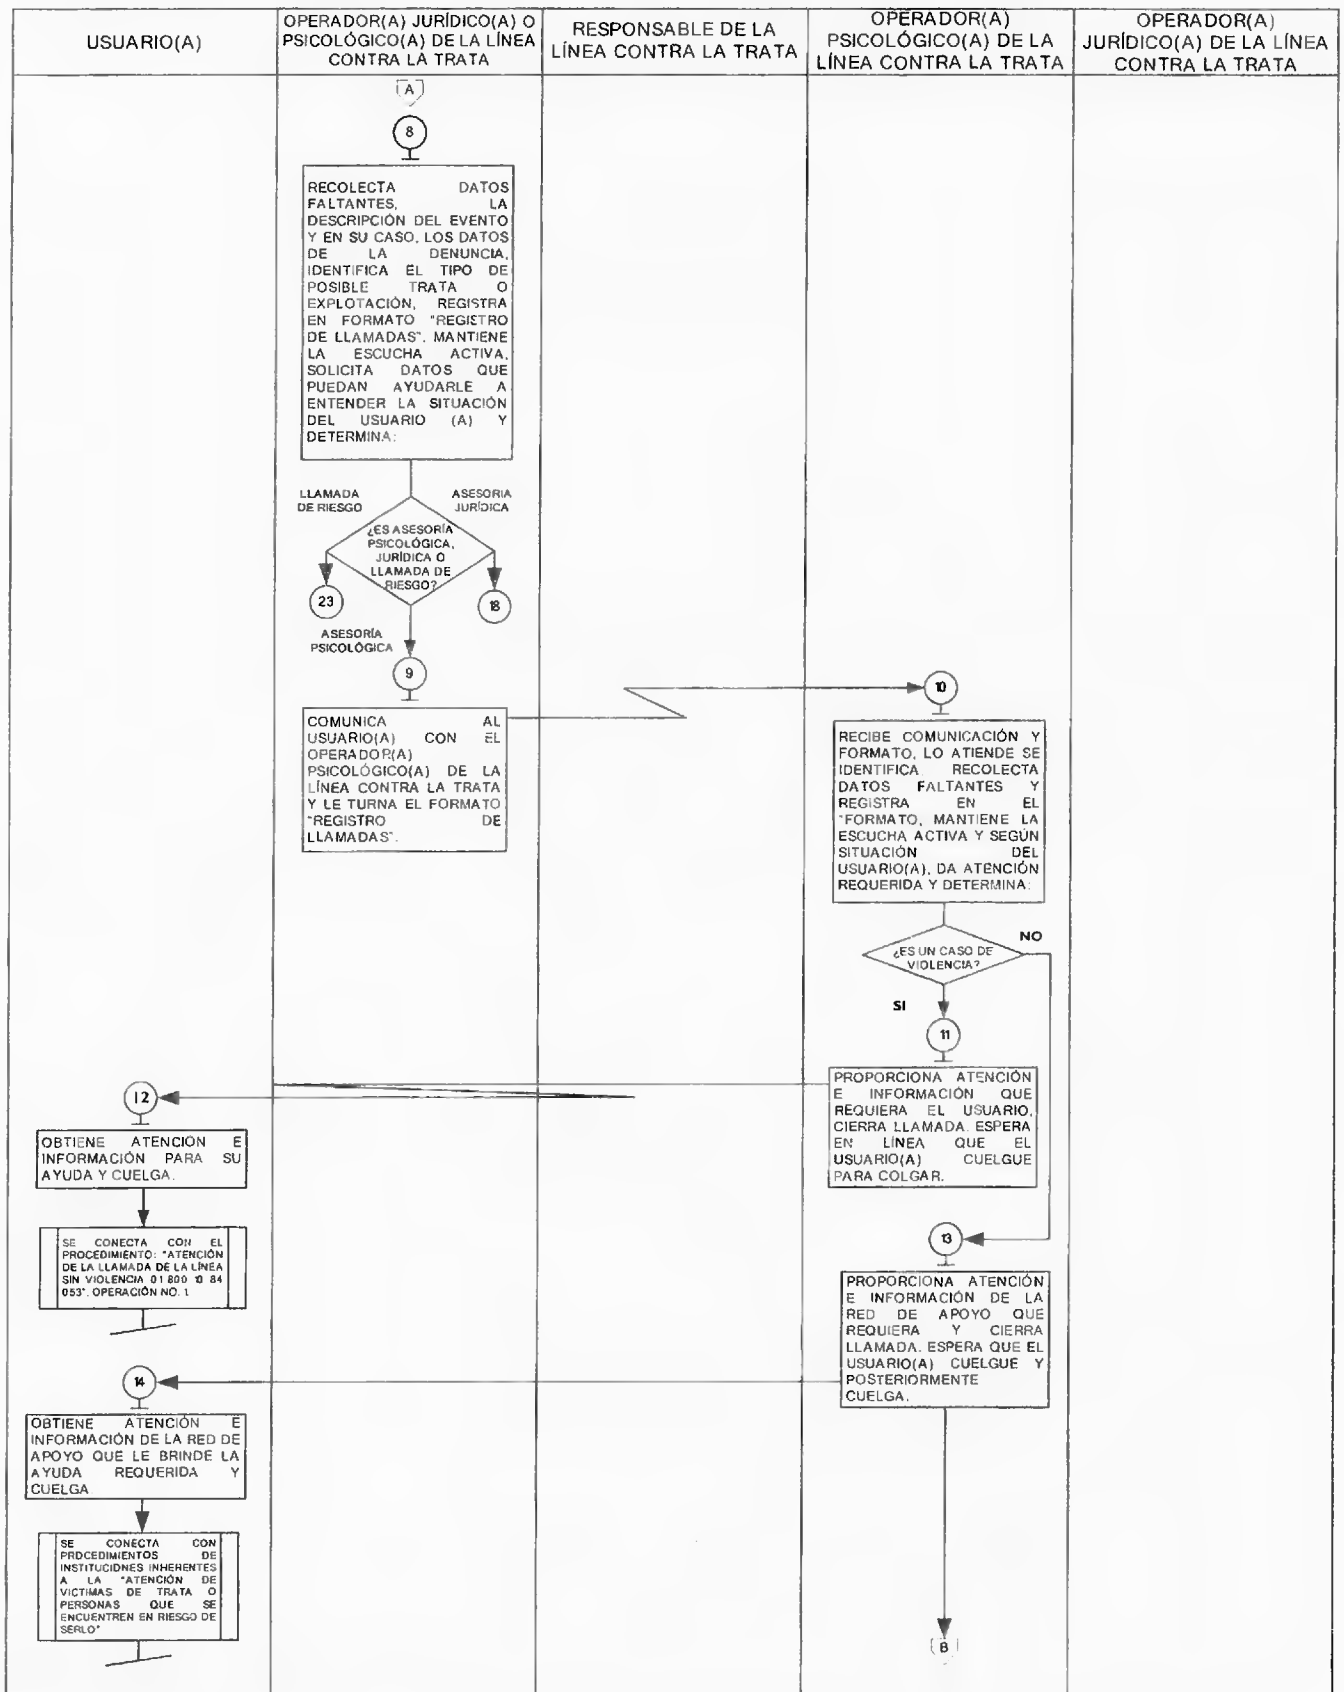 USUARIO(A)
OPERADOR(A) JURÍDICO(A) O
PSICOLÓGICO(A) DE LA LÍNEA
CONTRA LA TRATA
RESPONSABLE DE LA
LÍNEA CONTRA LA TRATA
OPERADOR(A)
PSICOLÓGICO(A) DE LA
LÍNEA CONTRA LA TRATA
OPERADOR(A)
JURÍDICO(A) DE LA LÍNEA
CONTRA LA TRATA
A
8
RECOLECTA DATOS
FALTANTES, LA
DESCRIPCIÓN DEL EVENTO
Y EN SU CASO, LOS DATOS
DE LA DENUNCIA,
IDENTIFICA EL TIPO DE
POSIBLE TRATA O
EXPLOTACIÓN, REGISTRA
EN FORMATO "REGISTRO
DE LLAMADAS", MANTIENE
LA ESCUCHA ACTIVA,
SOLICITA DATOS QUE
PUEDAN AYUDARLE A
ENTENDER LA SITUACIÓN
DEL USUARIO (A) Y
DETERMINA:
LLAMADA
DE RIESGO
ASESORIA
JURÍDICA
¿ES ASESORÍA
PSICOLÓGICA,
JURÍDICA O
LLAMADA DE
RIESGO?
23
18
ASESORÍA
PSICOLÓGICA
9
COMUNICA AL
USUARIO(A) CON EL
OPERADOR(A)
PSICOLÓGICO(A) DE LA
LÍNEA CONTRA LA TRATA
Y LE TURNA EL FORMATO
"REGISTRO DE
LLAMADAS".
10
RECIBE COMUNICACIÓN Y
FORMATO, LO ATIENDE SE
IDENTIFICA RECOLECTA
DATOS FALTANTES Y
REGISTRA EN EL
"FORMATO, MANTIENE LA
ESCUCHA ACTIVA Y SEGÚN
SITUACIÓN DEL
USUARIO(A), DA ATENCIÓN
REQUERIDA Y DETERMINA:
¿ES UN CASO DE
VIOLENCIA?
NO
SI
11
PROPORCIONA ATENCIÓN
E INFORMACIÓN QUE
REQUIERA EL USUARIO,
CIERRA LLAMADA. ESPERA
EN LÍNEA QUE EL
USUARIO(A) CUELGUE
PARA COLGAR.
12
OBTIENE ATENCIÓN E
INFORMACIÓN PARA SU
AYUDA Y CUELGA.
SE CONECTA CON EL
PROCEDIMIENTO: "ATENCIÓN
DE LA LLAMADA DE LA LÍNEA
SIN VIOLENCIA 01 800 10 84
053". OPERACIÓN NO. 1.
13
PROPORCIONA ATENCIÓN
E INFORMACIÓN DE LA
RED DE APOYO QUE
REQUIERA Y CIERRA
LLAMADA. ESPERA QUE EL
USUARIO(A) CUELGUE Y
POSTERIORMENTE
CUELGA.
14
OBTIENE ATENCIÓN E
INFORMACIÓN DE LA RED DE
APOYO QUE LE BRINDE LA
AYUDA REQUERIDA Y
CUELGA
SE CONECTA CON
PROCEDIMIENTOS DE
INSTITUCIONES INHERENTES
A LA "ATENCIÓN DE
VICTIMAS DE TRATA O
PERSONAS QUE SE
ENCUENTREN EN RIESGO DE
SERLO"
B